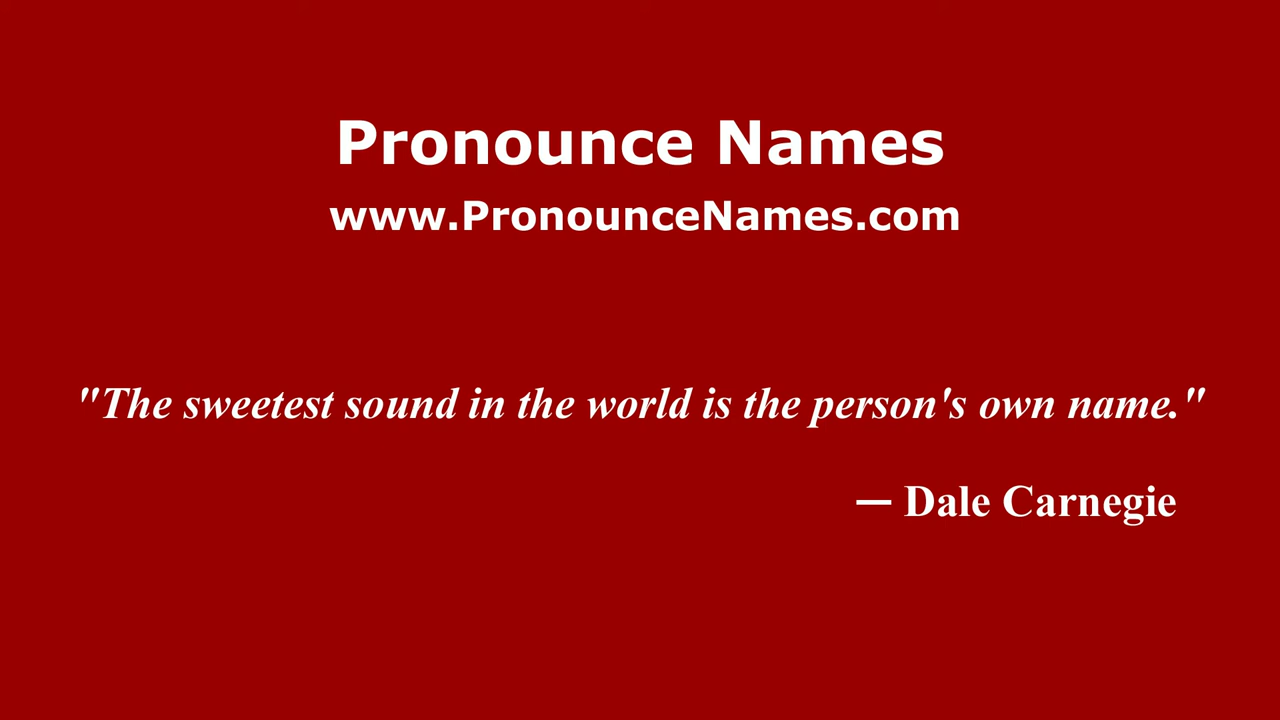 Pronounce Names
www.PronounceNames.com
"The sweetest sound in the world is the person's own name."
— Dale Carnegie